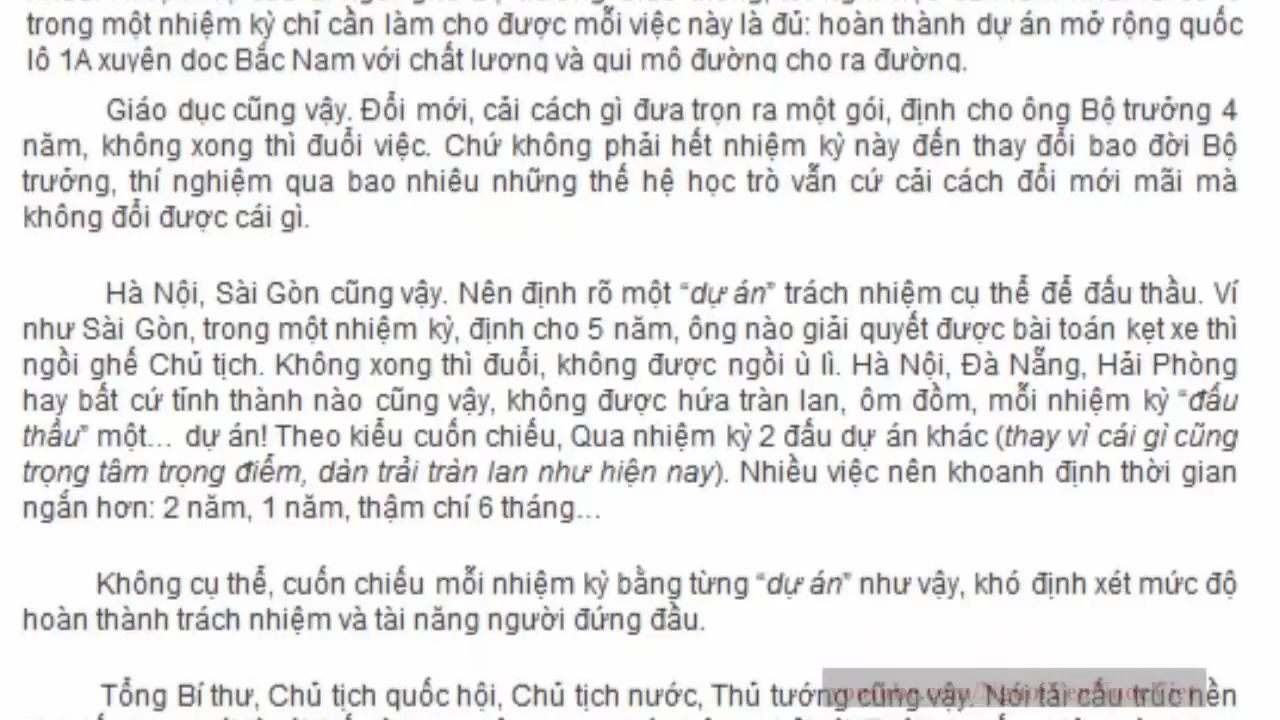 trong một nhiệm kỳ chỉ cần làm cho được mỗi việc này là đủ: hoàn thành dự án mở rộng quốc
lộ 1A xuyên dọc Bắc Nam với chất lượng và qui mô đường cho ra đường.
Giáo dục cũng vậy. Đổi mới, cải cách gì đưa trọn ra một gói, định cho ông Bộ trưởng 4
năm, không xong thì đuổi việc. Chứ không phải hết nhiệm kỳ này đến thay đổi bao đời Bộ
trưởng, thí nghiệm qua bao nhiêu những thế hệ học trò vẫn cứ cải cách đổi mới mãi mà
không đổi được cái gì.
Hà Nội, Sài Gòn cũng vậy. Nên định rõ một “dự án” trách nhiệm cụ thể để đấu thầu. Ví
như Sài Gòn, trong một nhiệm kỳ, định cho 5 năm, ông nào giải quyết được bài toán kẹt xe thì
ngồi ghế Chủ tịch. Không xong thì đuổi, không được ngồi ù lì. Hà Nội, Đà Nẵng, Hải Phòng
hay bất cứ tỉnh thành nào cũng vậy, không được hứa tràn lan, ôm đồm, mỗi nhiệm kỳ “đấu
thầu” một... dự án! Theo kiểu cuốn chiếu, Qua nhiệm kỳ 2 đấu dự án khác (thay vì cái gì cũng
trọng tâm trọng điểm, dàn trải tràn lan như hiện nay). Nhiều việc nên khoanh định thời gian
ngắn hơn: 2 năm, 1 năm, thậm chí 6 tháng...
Không cụ thể, cuốn chiếu mỗi nhiệm kỳ bằng từng “dự án” như vậy, khó định xét mức độ
hoàn thành trách nhiệm và tài năng người đứng đầu.
Tổng Bí thư, Chủ tịch quốc hội, Chủ tịch nước, Thủ tướng cũng vậy. Nói tái cấu trúc nền